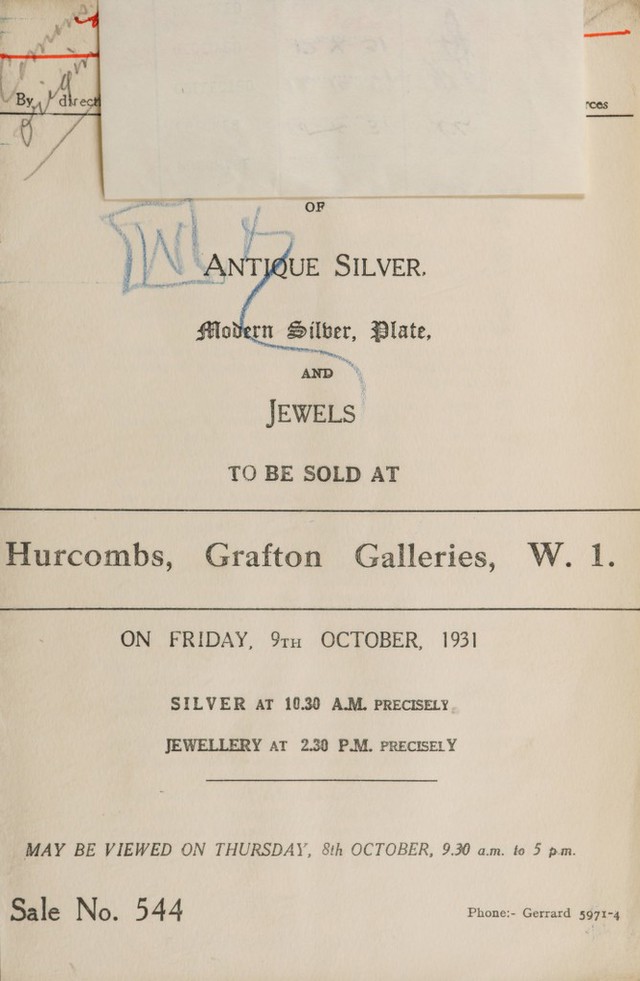 By direct rces
OF
ANTIQUE SILVER,
Modern Silver, Plate,
AND
JEWELS
TO BE SOLD AT
Hurcombs, Grafton Galleries, W. 1.
ON FRIDAY, 9TH OCTOBER, 1931
SILVER AT 10.30 A.M. PRECISELY
JEWELLERY AT 2.30 P.M. PRECISELY
MAY BE VIEWED ON THURSDAY, 8th OCTOBER, 9.30 a.m. to 5 p.m.
Sale No. 544
Phone:- Gerrard 5971-4